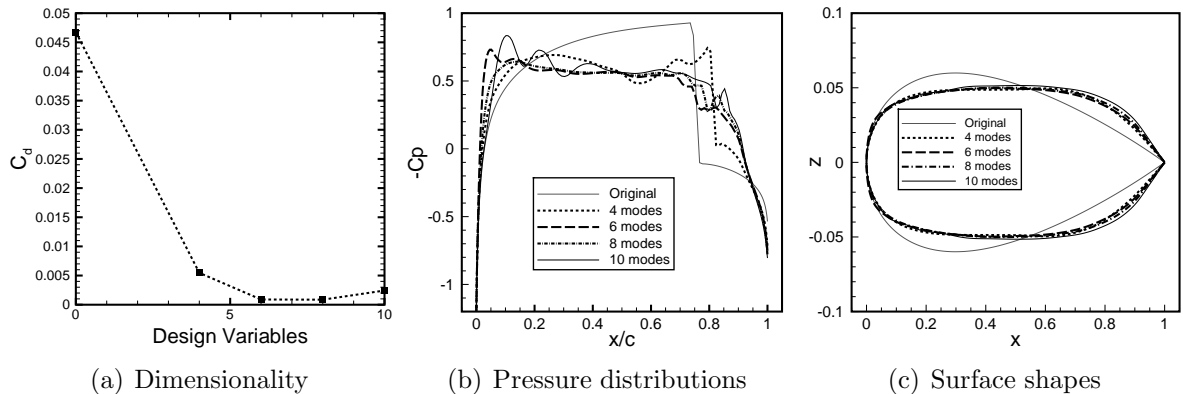 0.05
0.045
0.04
0.035
0.03
0.025
0.02
0.015
0.01
0.005
0
C_d
0
5
10
Design Variables
(a) Dimensionality
1
0.5
0
-0.5
-1
-Cp
Original
4 modes
6 modes
8 modes
10 modes
0
0.2
0.4
0.6
0.8
1
x/c
(b) Pressure distributions
0.1
0.05
0
-0.05
-0.1
z
Original
4 modes
6 modes
8 modes
10 modes
0
0.2
0.4
0.6
0.8
1
x
(c) Surface shapes